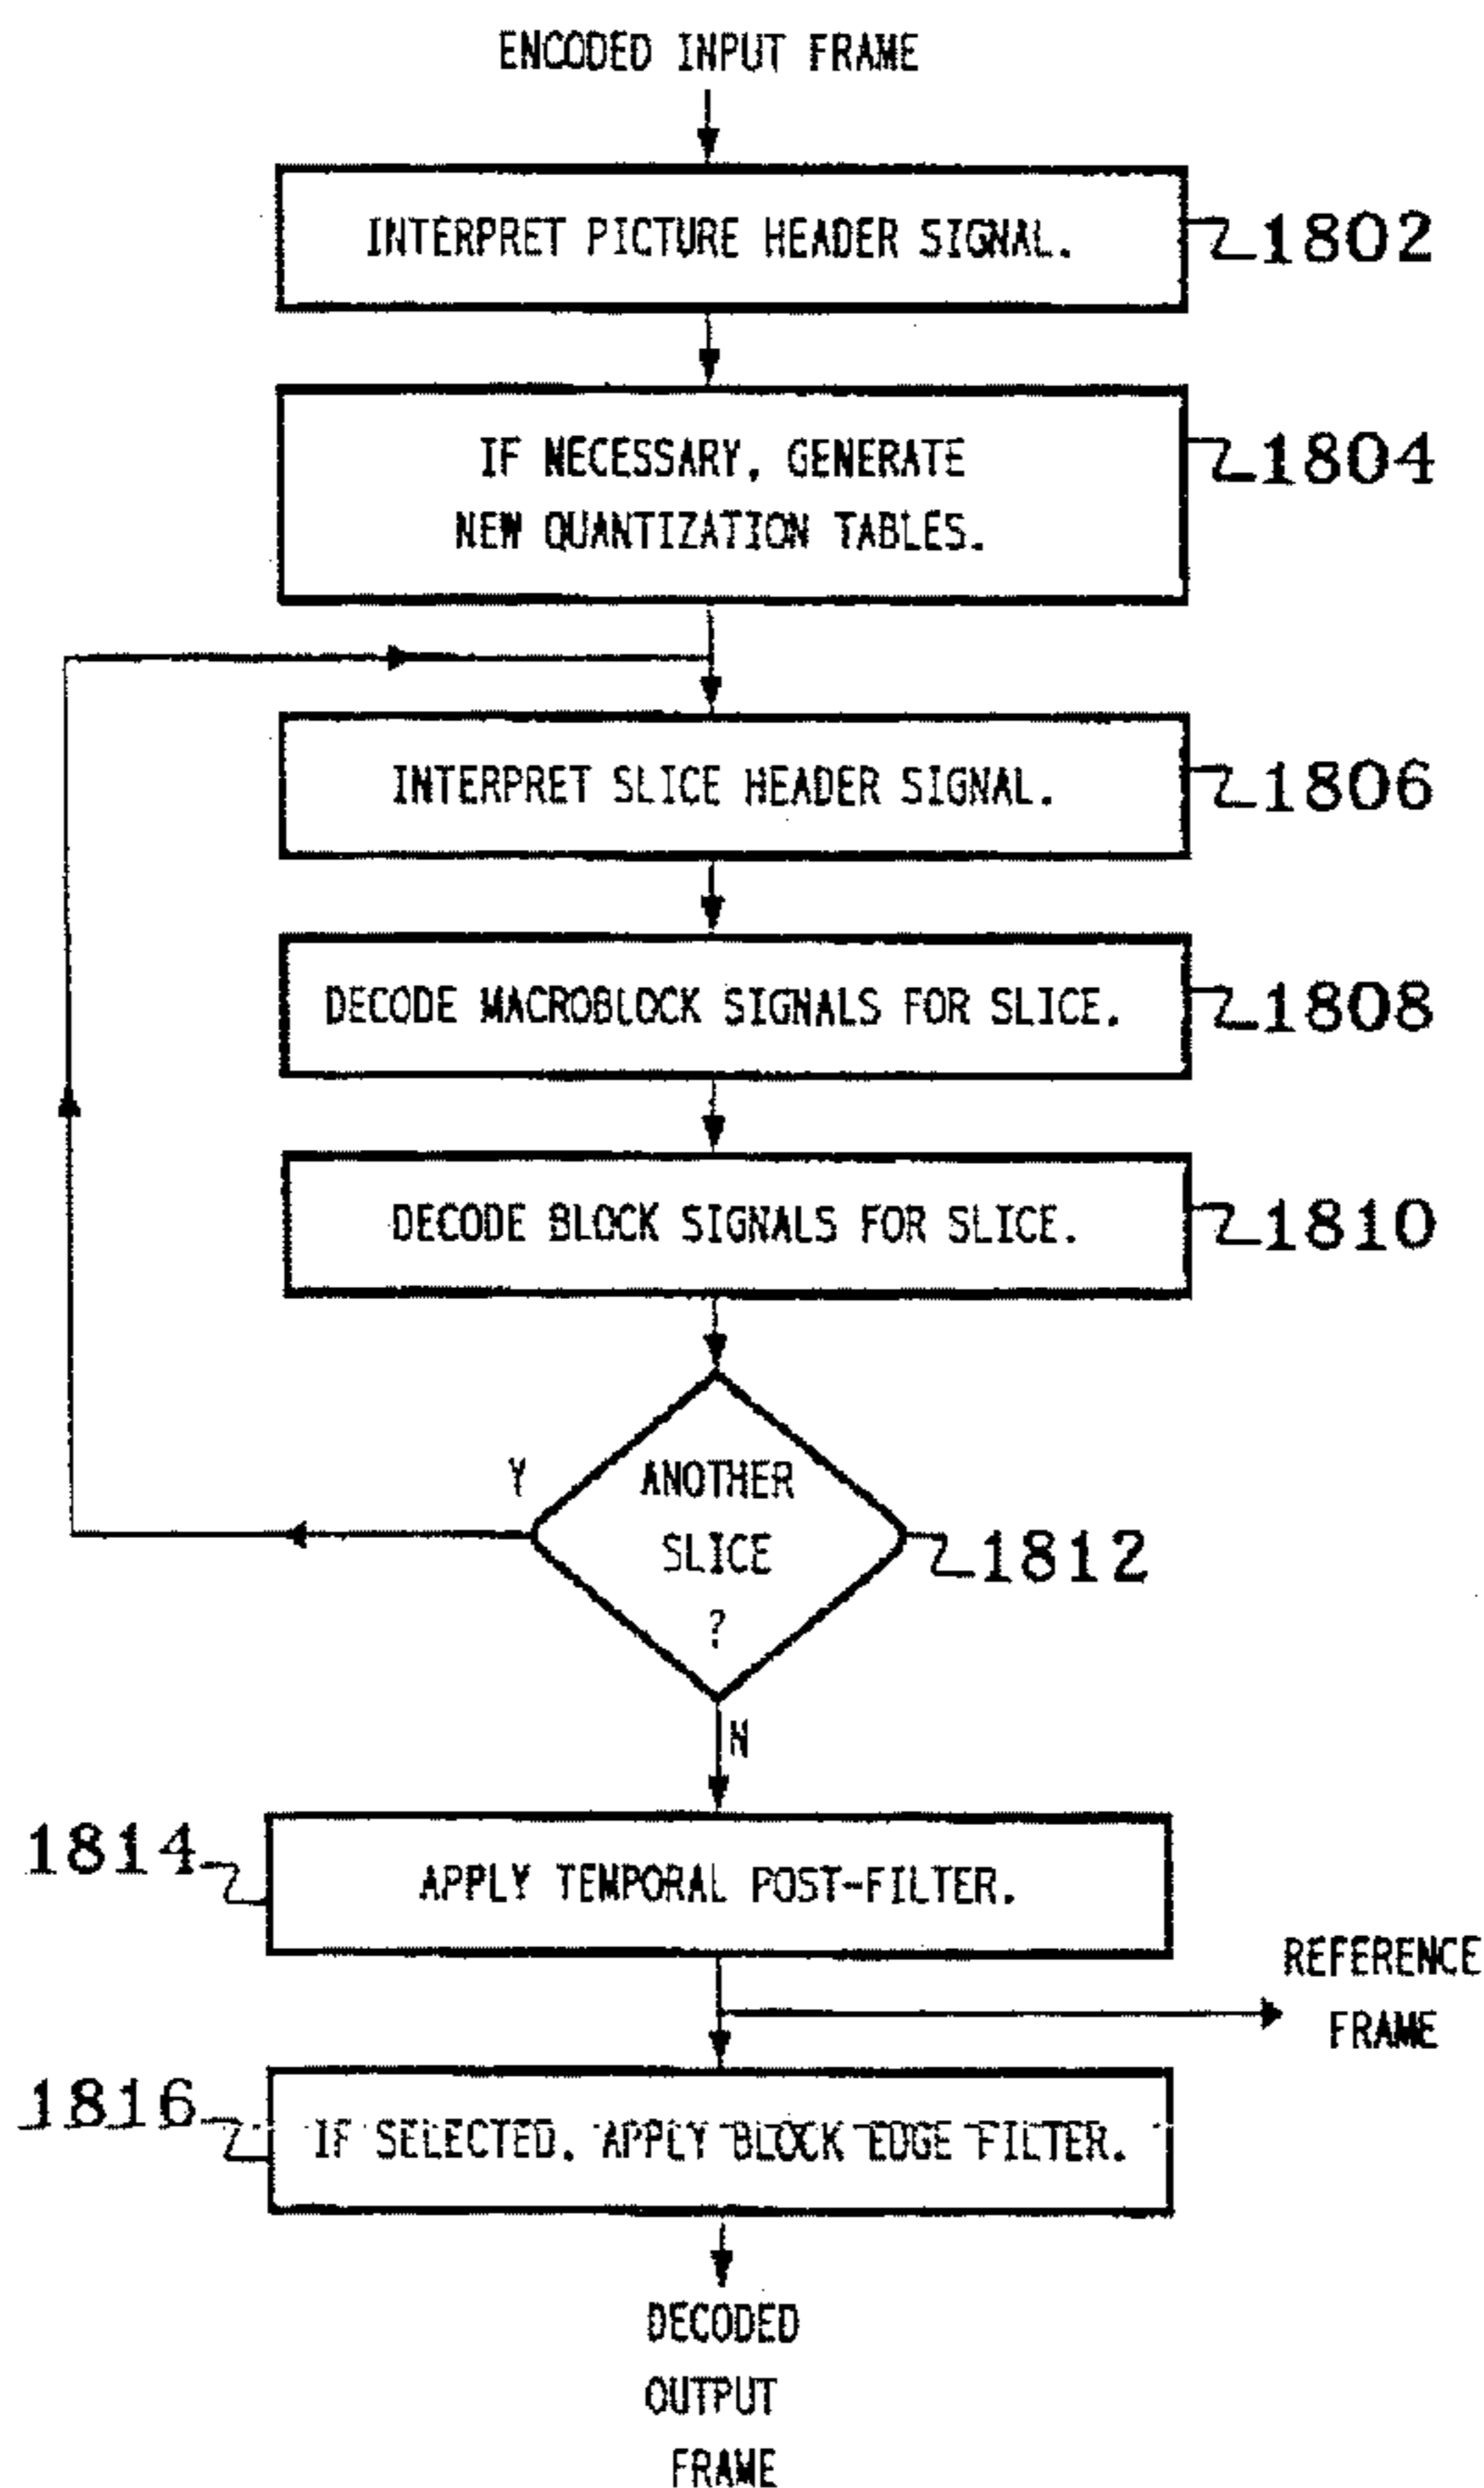 ENCODED INPUT FRAME
INTERPRET PICTURE HEADER SIGNAL.
1802
IF NECESSARY, GENERATE
NEW QUANTIZATION TABLES.
1804
INTERPRET SLICE HEADER SIGNAL.
1806
DECODE MACROBLOCK SIGNALS FOR SLICE.
1808
DECODE BLOCK SIGNALS FOR SLICE.
1810
Y
ANOTHER
SLICE
?
1812
N
1814
APPLY TEMPORAL POST-FILTER.
REFERENCE
FRAME
1816
IF SELECTED, APPLY BLOCK EDGE FILTER.
DECODED
OUTPUT
FRAME